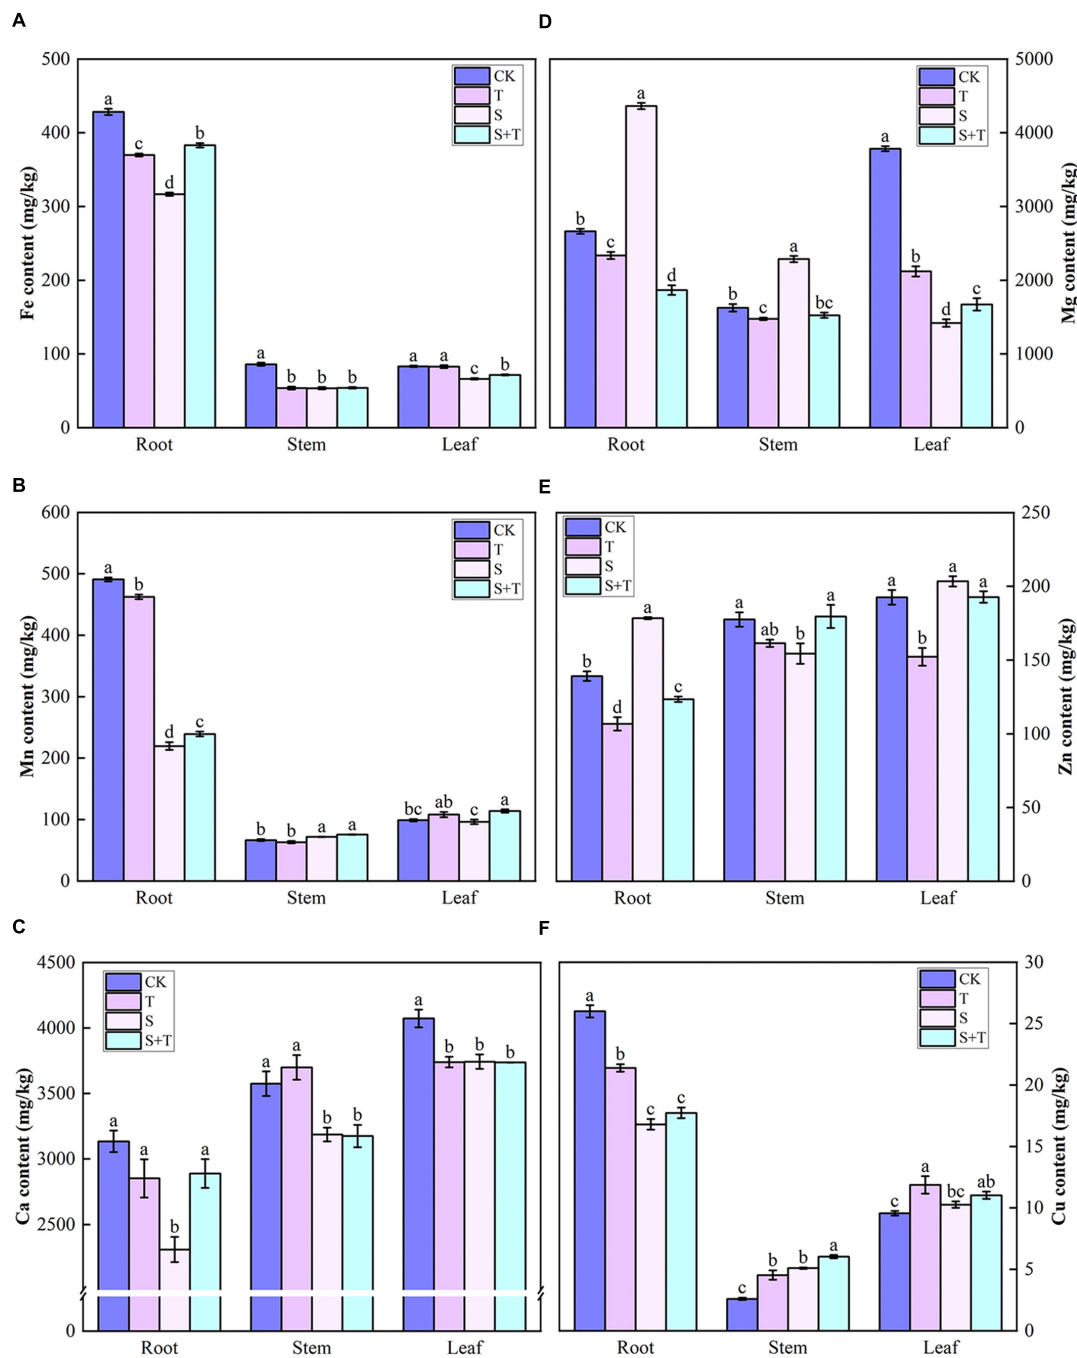 A
Fe content (mg/kg)
500
400
300
200
100
0
CK
T
S
S+T
a
c
d
b
a
b
b
b
a
a
c
b
Root
Stem
Leaf
D
Mg content (mg/kg)
5000
4000
3000
2000
1000
0
CK
T
S
S+T
b
c
a
d
b
c
a
bc
a
b
d
c
Root
Stem
Leaf
B
Mn content (mg/kg)
600
500
400
300
200
100
0
CK
T
S
S+T
a
b
d
c
b
b
a
a
bc
ab
c
a
Root
Stem
Leaf
E
Zn content (mg/kg)
250
200
150
100
50
0
CK
T
S
S+T
b
d
a
c
a
ab
b
a
a
b
a
a
Root
Stem
Leaf
C
Ca content (mg/kg)
4500
4000
3500
3000
2500
0
CK
T
S
S+T
a
a
b
a
a
a
b
b
a
b
b
b
Root
Stem
Leaf
F
Cu content (mg/kg)
30
25
20
15
10
5
0
CK
T
S
S+T
a
b
c
c
c
b
b
a
c
a
bc
ab
Root
Stem
Leaf